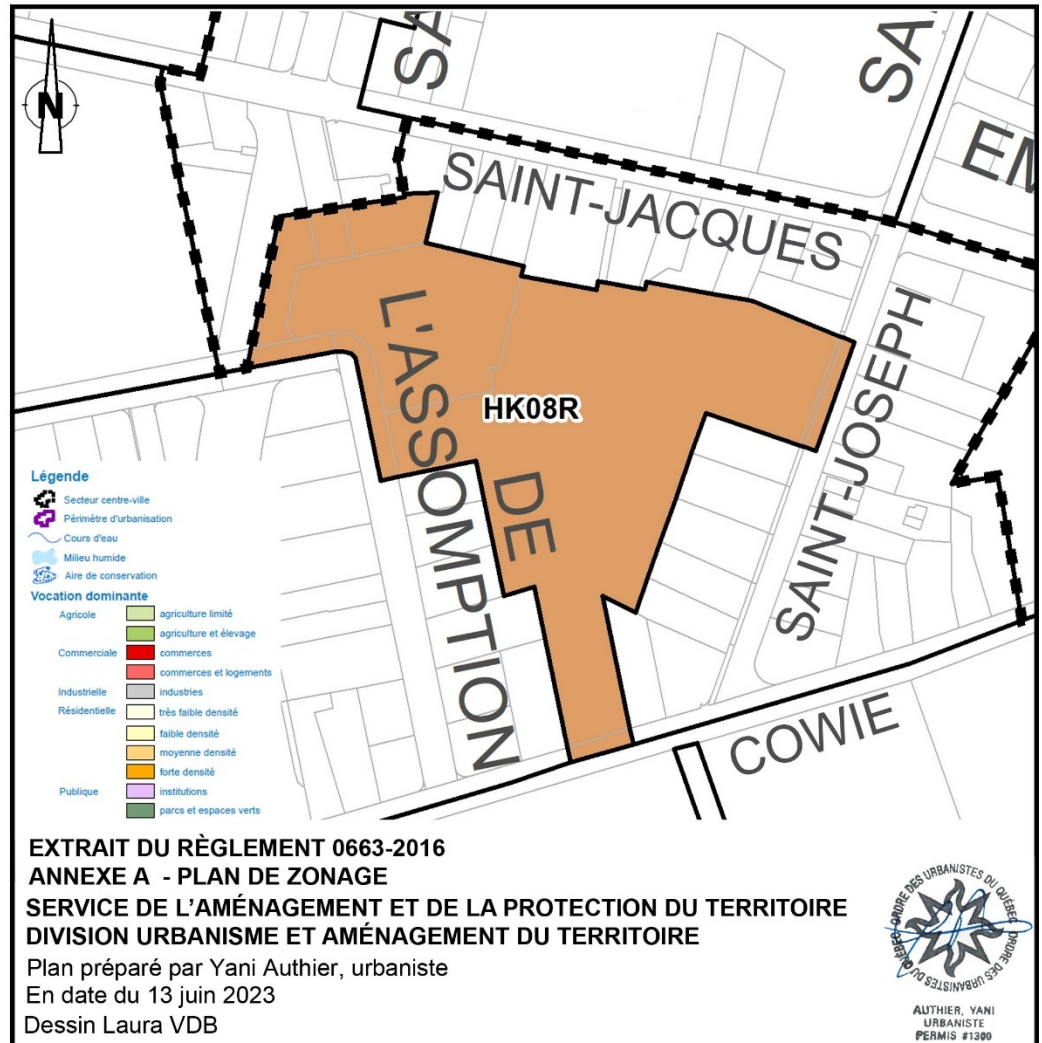 N
SA
SA
EM
SAINT-JACQUES
L'ASSOMPTION
DE
HK08R
SAINT-JOSEPH
COWIE
Légende
Secteur centre-ville
Périmètre d'urbanisation
Cours d'eau
Milieu humide
Aire de conservation
Vocation dominante
Agricole agriculture limité
agriculture et élevage
Commerciale commerces
commerces et logements
Industrielle industries
Résidentielle très faible densité
faible densité
moyenne densité
forte densité
Publique institutions
parcs et espaces verts
EXTRAIT DU RÈGLEMENT 0663-2016
ANNEXE A - PLAN DE ZONAGE
SERVICE DE L'AMÉNAGEMENT ET DE LA PROTECTION DU TERRITOIRE
DIVISION URBANISME ET AMÉNAGEMENT DU TERRITOIRE
Plan préparé par Yani Authier, urbaniste
En date du 13 juin 2023
Dessin Laura VDB
ORDRE DES URBANISTES DU QUÉBEC
ORDRE DES URBANISTES DU QUÉBEC
AUTHIER, YANI
URBANISTE
PERMIS #1300